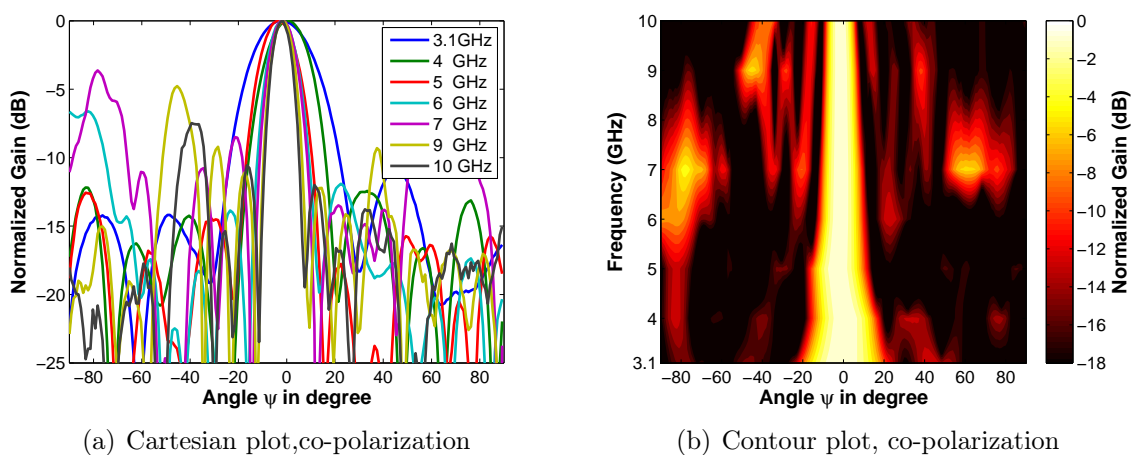 0
−5
−10
−15
−20
−25
Normalized Gain (dB)
−80 −60 −40 −20 0 20 40 60 80
Angle ψ in degree
3.1GHz
4 GHz
5 GHz
6 GHz
7 GHz
9 GHz
10 GHz
(a) Cartesian plot,co-polarization
10
9
8
7
6
5
4
3.1
Frequency (GHz)
−80 −60 −40 −20 0 20 40 60 80
Angle ψ in degree
0
−2
−4
−6
−8
−10
−12
−14
−16
−18
Normalized Gain (dB)
(b) Contour plot, co-polarization